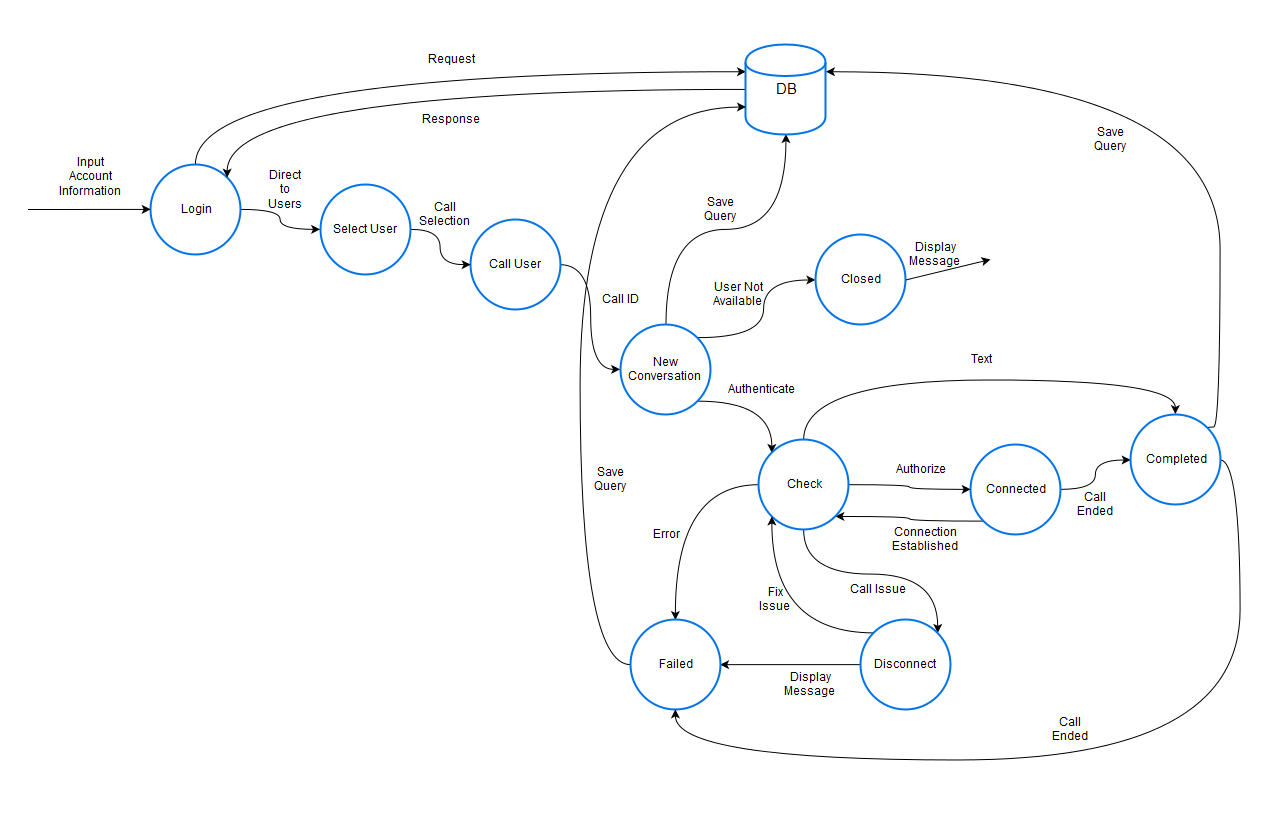 Request
DB
Response
Save
Query
Input
Account
Information
Direct
to
Users
Login
Select User
Call
Selection
Call User
Save
Query
Call ID
User Not
Available
Closed
Display
Message
New
Conversation
Authenticate
Text
Save
Query
Check
Authorize
Connected
Connection
Established
Call
Ended
Completed
Error
Fix
Issue
Call Issue
Failed
Display
Message
Disconnect
Call
Ended